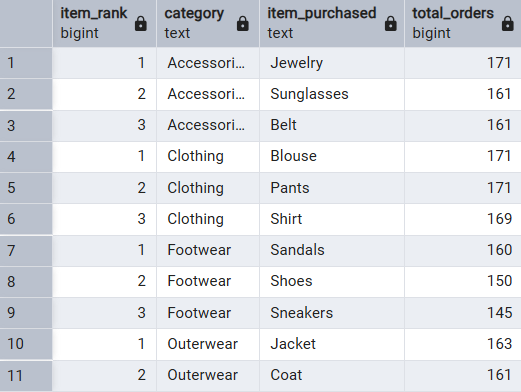 item_rank category item_purchased total_orders
bigint text text bigint
1 1 Accessori... Jewelry 171
2 2 Accessori... Sunglasses 161
3 3 Accessori... Belt 161
4 1 Clothing Blouse 171
5 2 Clothing Pants 171
6 3 Clothing Shirt 169
7 1 Footwear Sandals 160
8 2 Footwear Shoes 150
9 3 Footwear Sneakers 145
10 1 Outerwear Jacket 163
11 2 Outerwear Coat 161